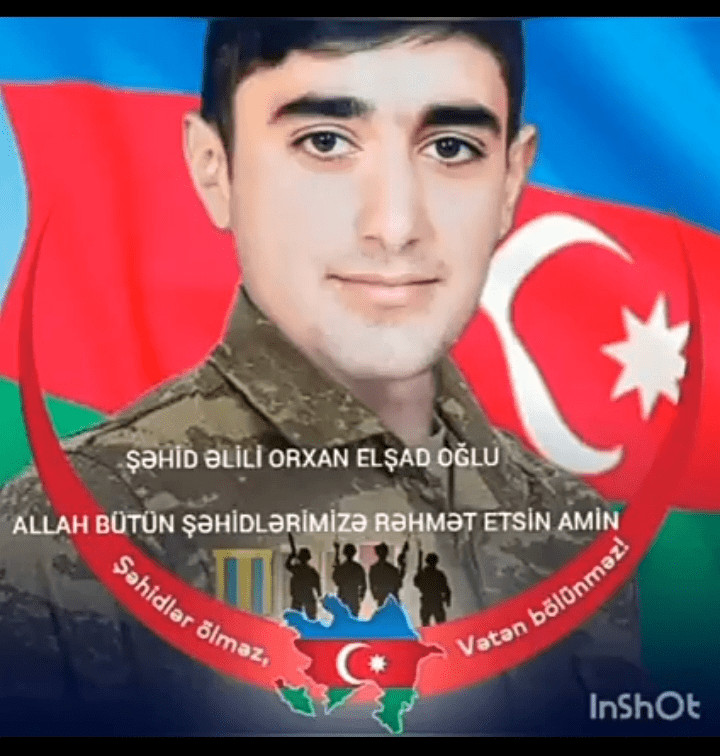 ŞƏHİD ƏLİLİ ORXAN ELŞAD OĞLU
ALLAH BÜTÜN ŞƏHİDLƏRİMİZƏ RƏHMƏT ETSİN AMİN
Şəhidlər ölməz,
Vətən bölünməz!
InShOt